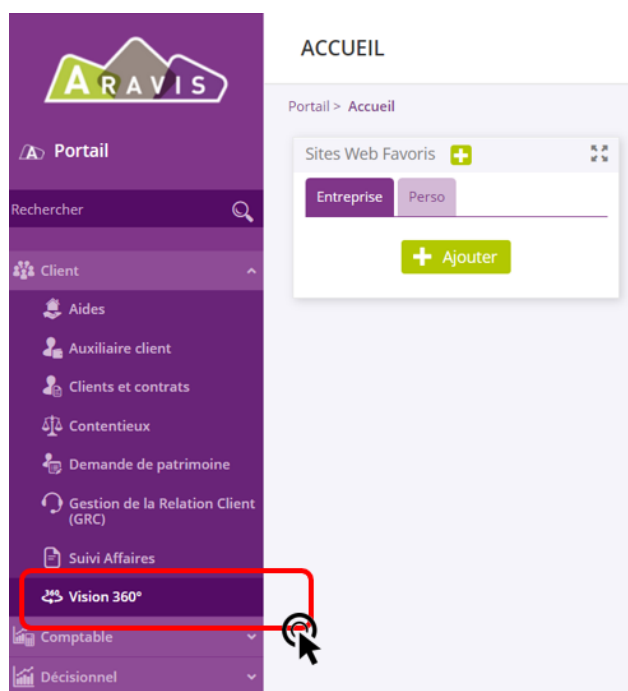 ARAVIS
Portail
Rechercher
Client
Aides
Auxiliaire client
Clients et contrats
Contentieux
Demande de patrimoine
Gestion de la Relation Client
(GRC)
Suivi Affaires
360 Vision 360°
Comptable
Décisionnel
ACCUEIL
Portail > Accueil
Sites Web Favoris
Entreprise Perso
Ajouter